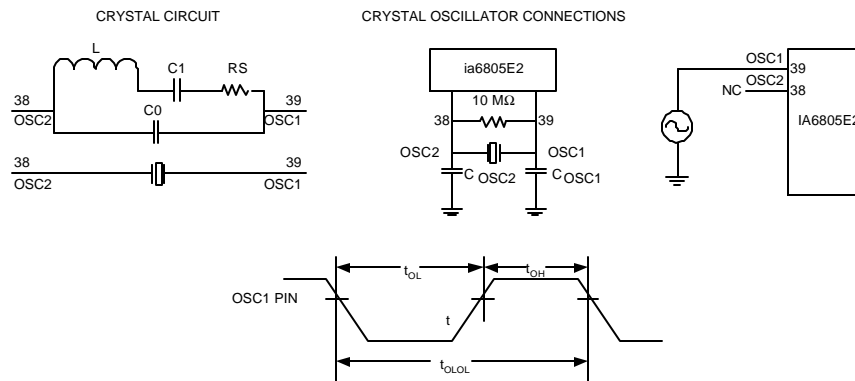 CRYSTAL CIRCUIT
CRYSTAL OSCILLATOR CONNECTIONS
L
C1
RS
C0
38
39
OSC2
OSC1
38
39
OSC2
OSC1
ia6805E2
10 MΩ
38
39
OSC2
OSC1
C OSC2
C OSC1
OSC1
39
OSC2
NC
38
IA6805E2
tOL
tOH
OSC1 PIN
t
tOLOL